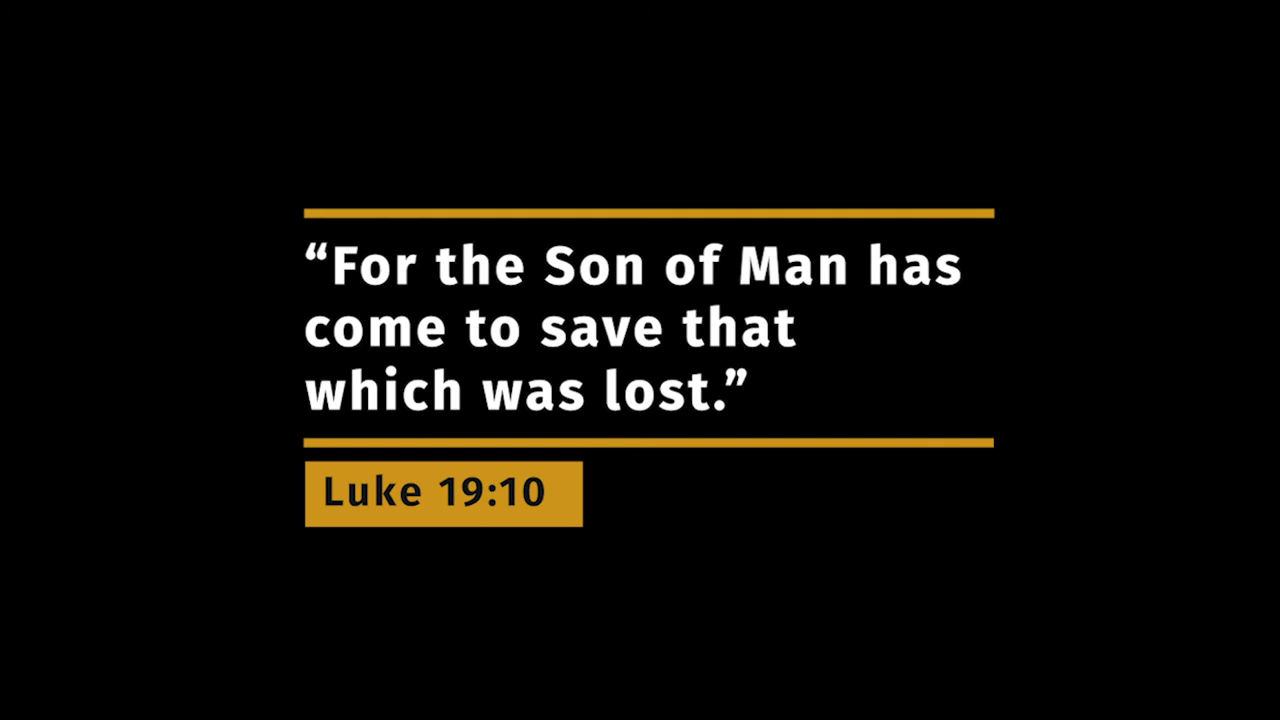 “For the Son of Man has
come to save that
which was lost.”
Luke 19:10